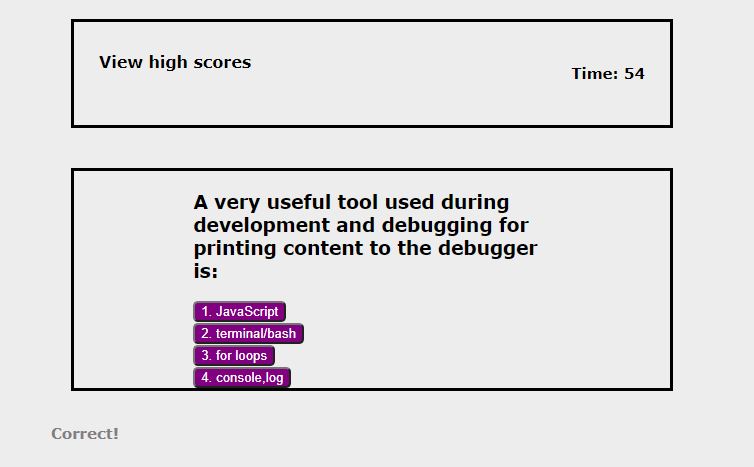 View high scores
Time: 54
A very useful tool used during
development and debugging for
printing content to the debugger
is:
1. JavaScript
2. terminal/bash
3. for loops
4. console,log
Correct!